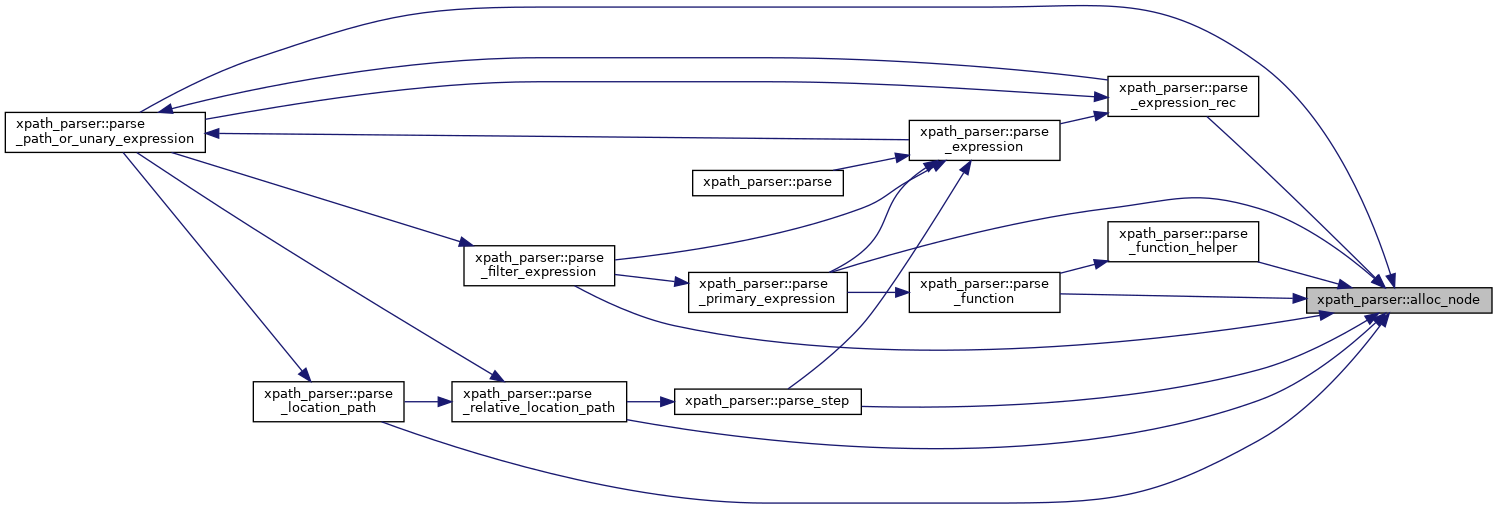 xpath_parser::parse
_expression_rec
xpath_parser::parse
_path_or_unary_expression
xpath_parser::parse
_expression
xpath_parser::parse
xpath_parser::parse
_function_helper
xpath_parser::parse
_filter_expression
xpath_parser::parse
_primary_expression
xpath_parser::parse
_function
xpath_parser::alloc_node
xpath_parser::parse
_location_path
xpath_parser::parse
_relative_location_path
xpath_parser::parse_step